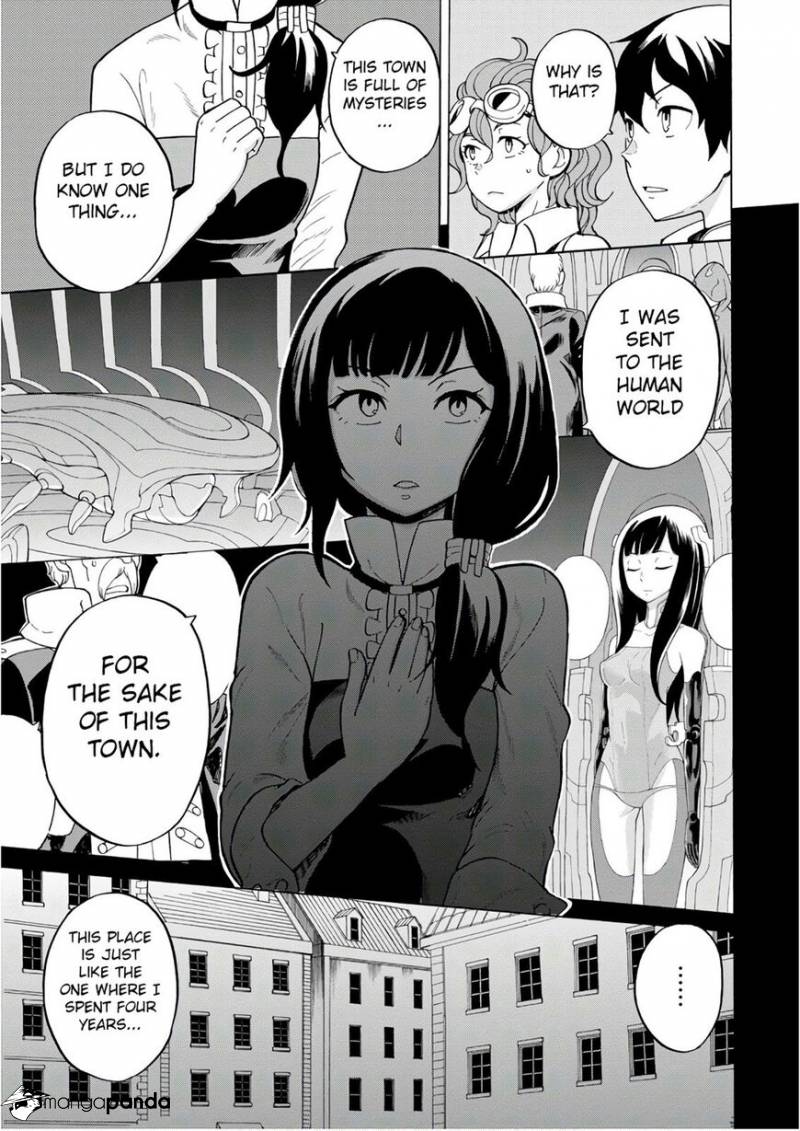 WHY IS
THAT?
THIS TOWN
IS FULL OF
MYSTERIES
...
BUT I DO
KNOW ONE
THING...
I WAS
SENT
TO THE
HUMAN
WORLD
FOR
THE SAKE
OF THIS
TOWN.
......
THIS PLACE
IS JUST
LIKE THE
ONE WHERE I
SPENT FOUR
YEARS...
mangapanda